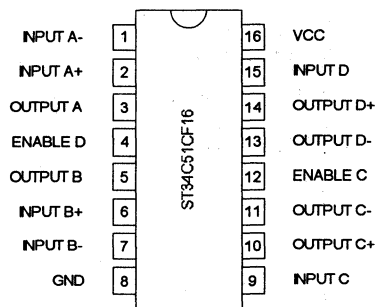 INPUT A- 1 16 VCC
INPUT A+ 2 15 INPUT D
OUTPUT A 3 14 OUTPUT D+
ENABLE D 4 13 OUTPUT D-
OUTPUT B 5 12 ENABLE C
INPUT B+ 6 11 OUTPUT C-
INPUT B- 7 10 OUTPUT C+
GND 8 9 INPUT C
ST34C51CF16